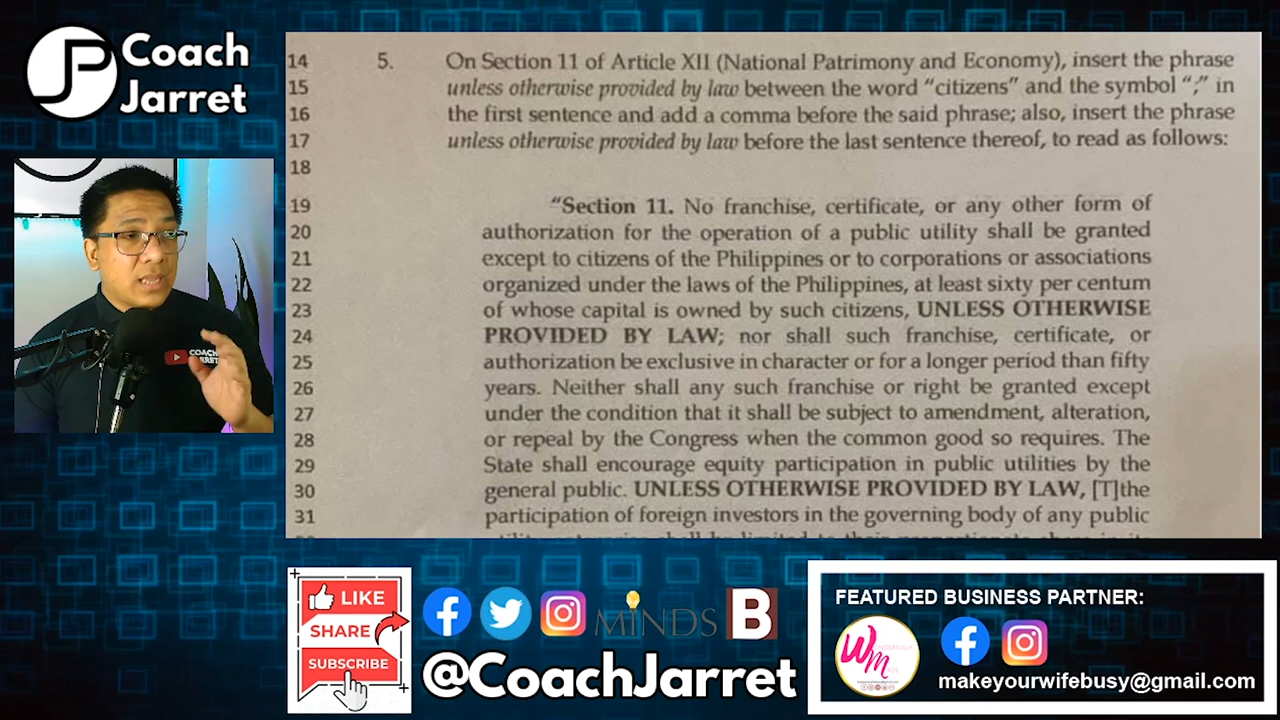 Coach
Jarret
14 5. On Section 11 of Article XII (National Patrimony and Economy), insert the phrase
15 unless otherwise provided by law between the word "citizens" and the symbol ";" in
16 the first sentence and add a comma before the said phrase; also, insert the phrase
17 unless otherwise provided by law before the last sentence thereof, to read as follows:
18
19 "Section 11. No franchise, certificate, or any other form of
20 authorization for the operation of a public utility shall be granted
21 except to citizens of the Philippines or to corporations or associations
22 organized under the laws of the Philippines, at least sixty per centum
23 of whose capital is owned by such citizens, UNLESS OTHERWISE
24 PROVIDED BY LAW; nor shall such franchise, certificate, or
25 authorization be exclusive in character or for a longer period than fifty
26 years. Neither shall any such franchise or right be granted except
27 under the condition that it shall be subject to amendment, alteration,
28 or repeal by the Congress when the common good so requires. The
29 State shall encourage equity participation in public utilities by the
30 general public. UNLESS OTHERWISE PROVIDED BY LAW, [T]the
31 participation of foreign investors in the governing body of any public
COACH
JARRET
LIKE
SHARE
SUBSCRIBE
MINDS
B
@CoachJarret
FEATURED BUSINESS PARTNER:
WM
makeyourwifebusy@gmail.com